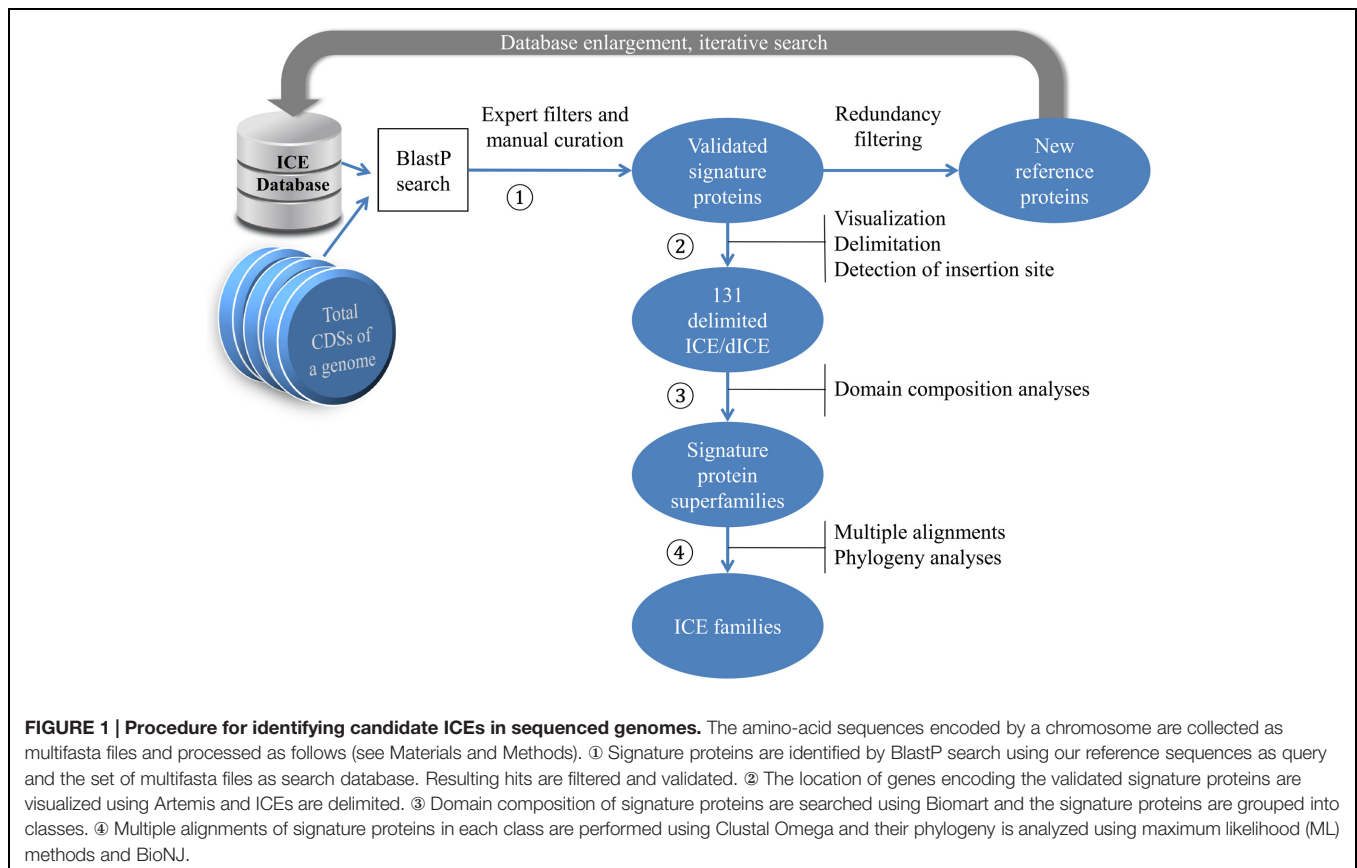 Database enlargement, iterative search
ICE
Database
BlastP
search
Expert filters and
manual curation
①
Validated
signature
proteins
Redundancy
filtering
New
reference
proteins
Total
CDSs of
a genome
②
Visualization
Delimitation
Detection of insertion site
131
delimited
ICE/dICE
③
Domain composition analyses
Signature
protein
superfamilies
④
Multiple alignments
Phylogeny analyses
ICE families
FIGURE 1 | Procedure for identifying candidate ICEs in sequenced genomes. The amino-acid sequences encoded by a chromosome are collected as
multifasta files and processed as follows (see Materials and Methods). ① Signature proteins are identified by BlastP search using our reference sequences as query
and the set of multifasta files as search database. Resulting hits are filtered and validated. ② The location of genes encoding the validated signature proteins are
visualized using Artemis and ICEs are delimited. ③ Domain composition of signature proteins are searched using Biomart and the signature proteins are grouped into
classes. ④ Multiple alignments of signature proteins in each class are performed using Clustal Omega and their phylogeny is analyzed using maximum likelihood (ML)
methods and BioNJ.